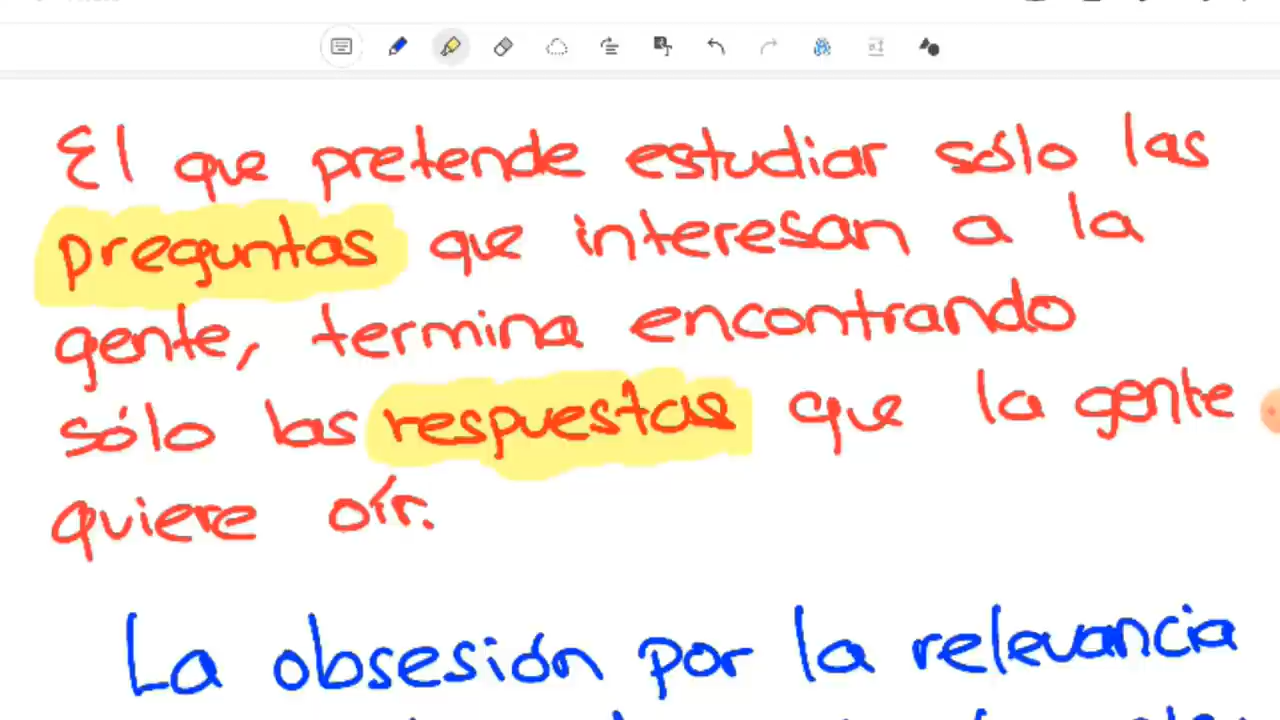 El que pretende estudiar sólo las
preguntas que interesan a la
gente, termina encontrando
sólo las respuestas que la gente
quiere oír.
La obsesión por la relevancia